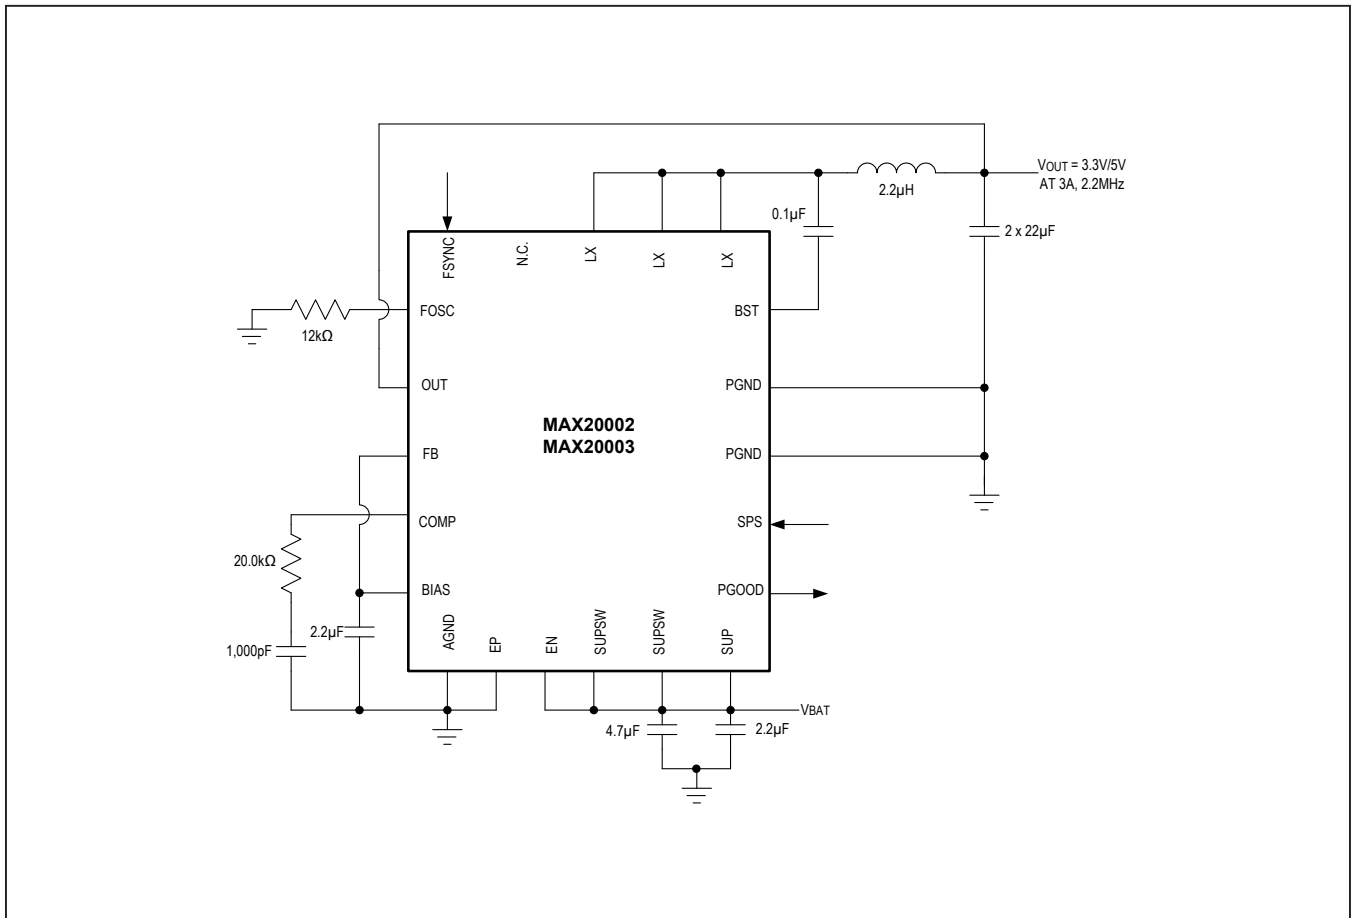 VOUT = 3.3V/5V
AT 3A, 2.2MHz
2.2µH
0.1µF
2 x 22µF
FSYNC
N.C.
LX
LX
LX
FOSC
BST
12kΩ
OUT
PGND
MAX20002
MAX20003
FB
PGND
COMP
SPS
20.0kΩ
BIAS
PGOOD
2.2µF
1,000pF
AGND
EP
EN
SUPSW
SUPSW
SUP
VBAT
4.7µF
2.2µF